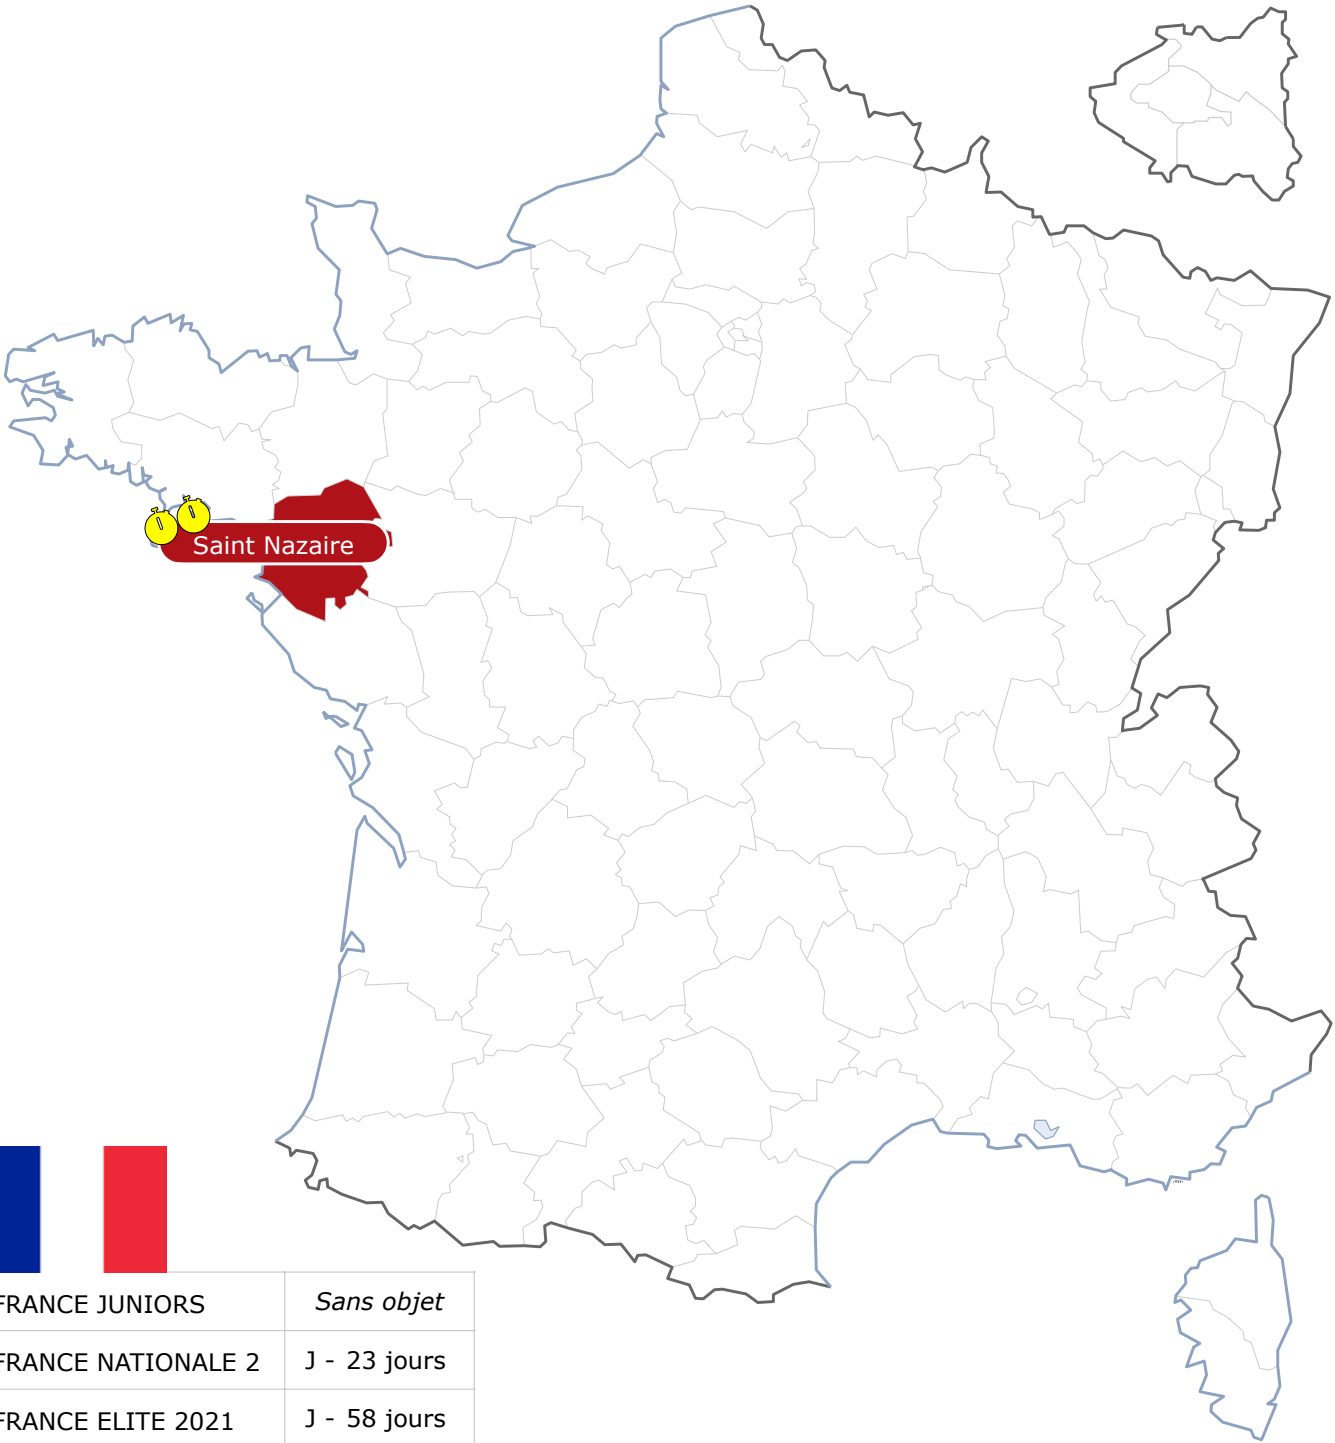 Saint Nazaire
FRANCE JUNIORS Sans objet
FRANCE NATIONALE 2 J - 23 jours
FRANCE ELITE 2021 J - 58 jours